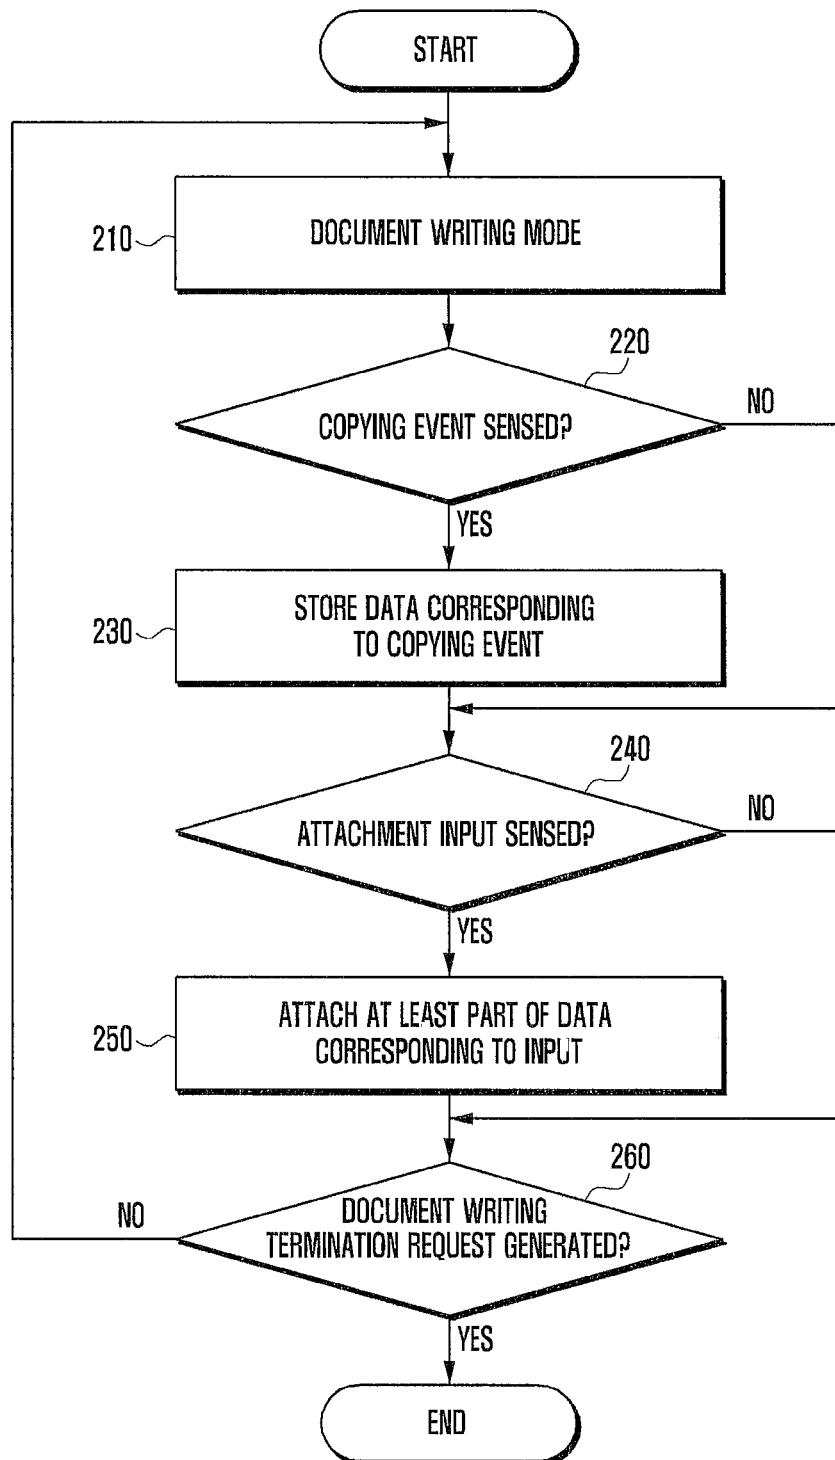 START
210
DOCUMENT WRITING MODE
220
COPYING EVENT SENSED?
NO
YES
230
STORE DATA CORRESPONDING
TO COPYING EVENT
240
ATTACHMENT INPUT SENSED?
NO
YES
250
ATTACH AT LEAST PART OF DATA
CORRESPONDING TO INPUT
260
NO
DOCUMENT WRITING
TERMINATION REQUEST GENERATED?
YES
END